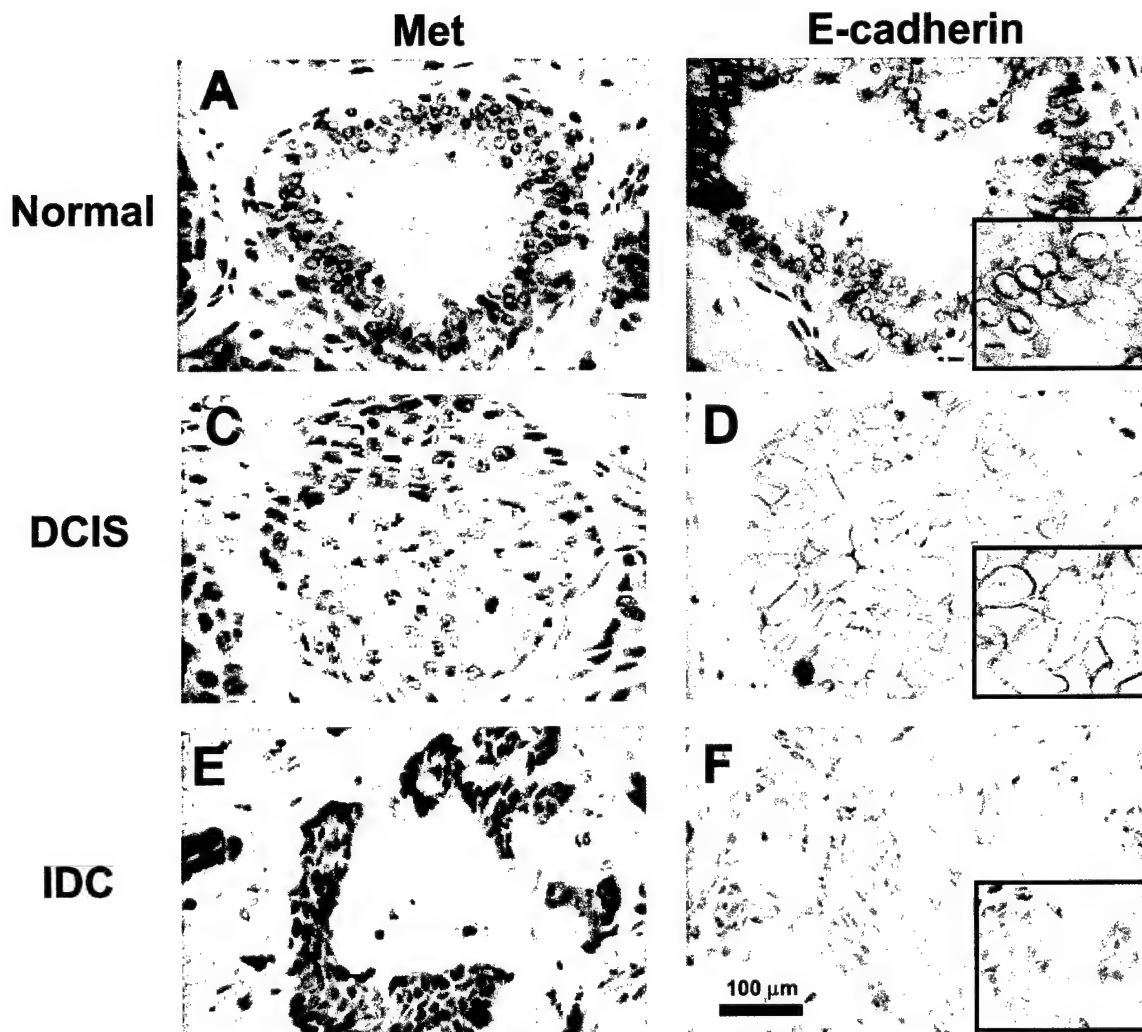 Met E-cadherin
A B
Normal
C D
DCIS
E F
IDC
100 μm